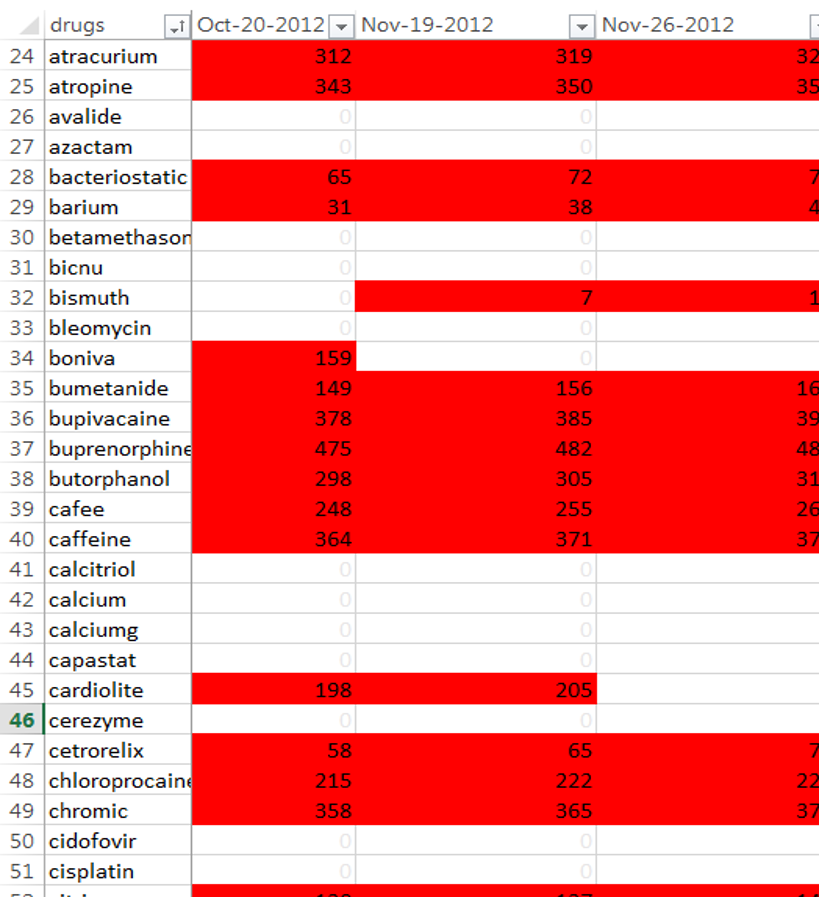 drugs Oct-20-2012 Nov-19-2012 Nov-26-2012
24 atracurium 312 319 32
25 atropine 343 350 35
26 avalide 0 0
27 azactam 0 0
28 bacteriostatic 65 72 7
29 barium 31 38 4
30 betamethason 0 0
31 bicnu 0 0
32 bismuth 0 7 1
33 bleomycin 0 0
34 boniva 159 0
35 bumetanide 149 156 16
36 bupivacaine 378 385 39
37 buprenorphine 475 482 48
38 butorphanol 298 305 31
39 cafee 248 255 26
40 caffeine 364 371 37
41 calcitriol 0 0
42 calcium 0 0
43 calciumg 0 0
44 capastat 0 0
45 cardiolite 198 205
46 cerezyme 0 0
47 cetrorelix 58 65 7
48 chloroprocaine 215 222 22
49 chromic 358 365 37
50 cidofovir 0 0
51 cisplatin 0 0